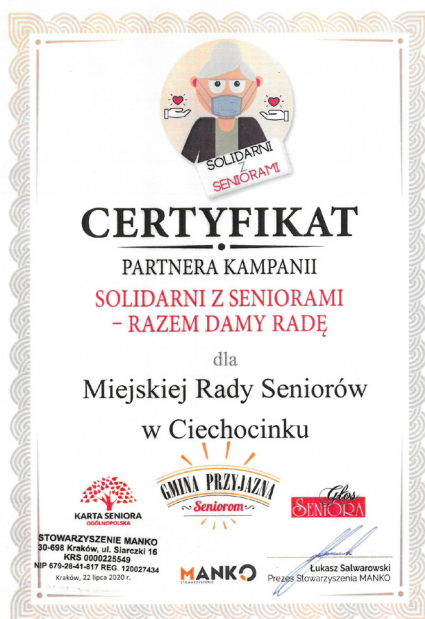 SOLIDARNI
Z
SENIORAMI
CERTYFIKAT
PARTNERA KAMPANII
SOLIDARNI Z SENIORAMI
– RAZEM DAMY RADĘ
dla
Miejskiej Rady Seniorów
w Ciechocinku
GMINA PRZYJAZNA
Seniorom
KARTA SENIORA
OGÓLNOPOLSKA
Głos
SENIORA
STOWARZYSZENIE MANKO
30-698 Kraków, ul. Siarczki 16
KRS 0000225549
NIP 679-28-41-817 REG. 120027434
Kraków, 22 lipca 2020 r.
MANKO
STOWARZYSZENIE
Łukasz Salwarowski
Prezes Stowarzyszenia MANKO